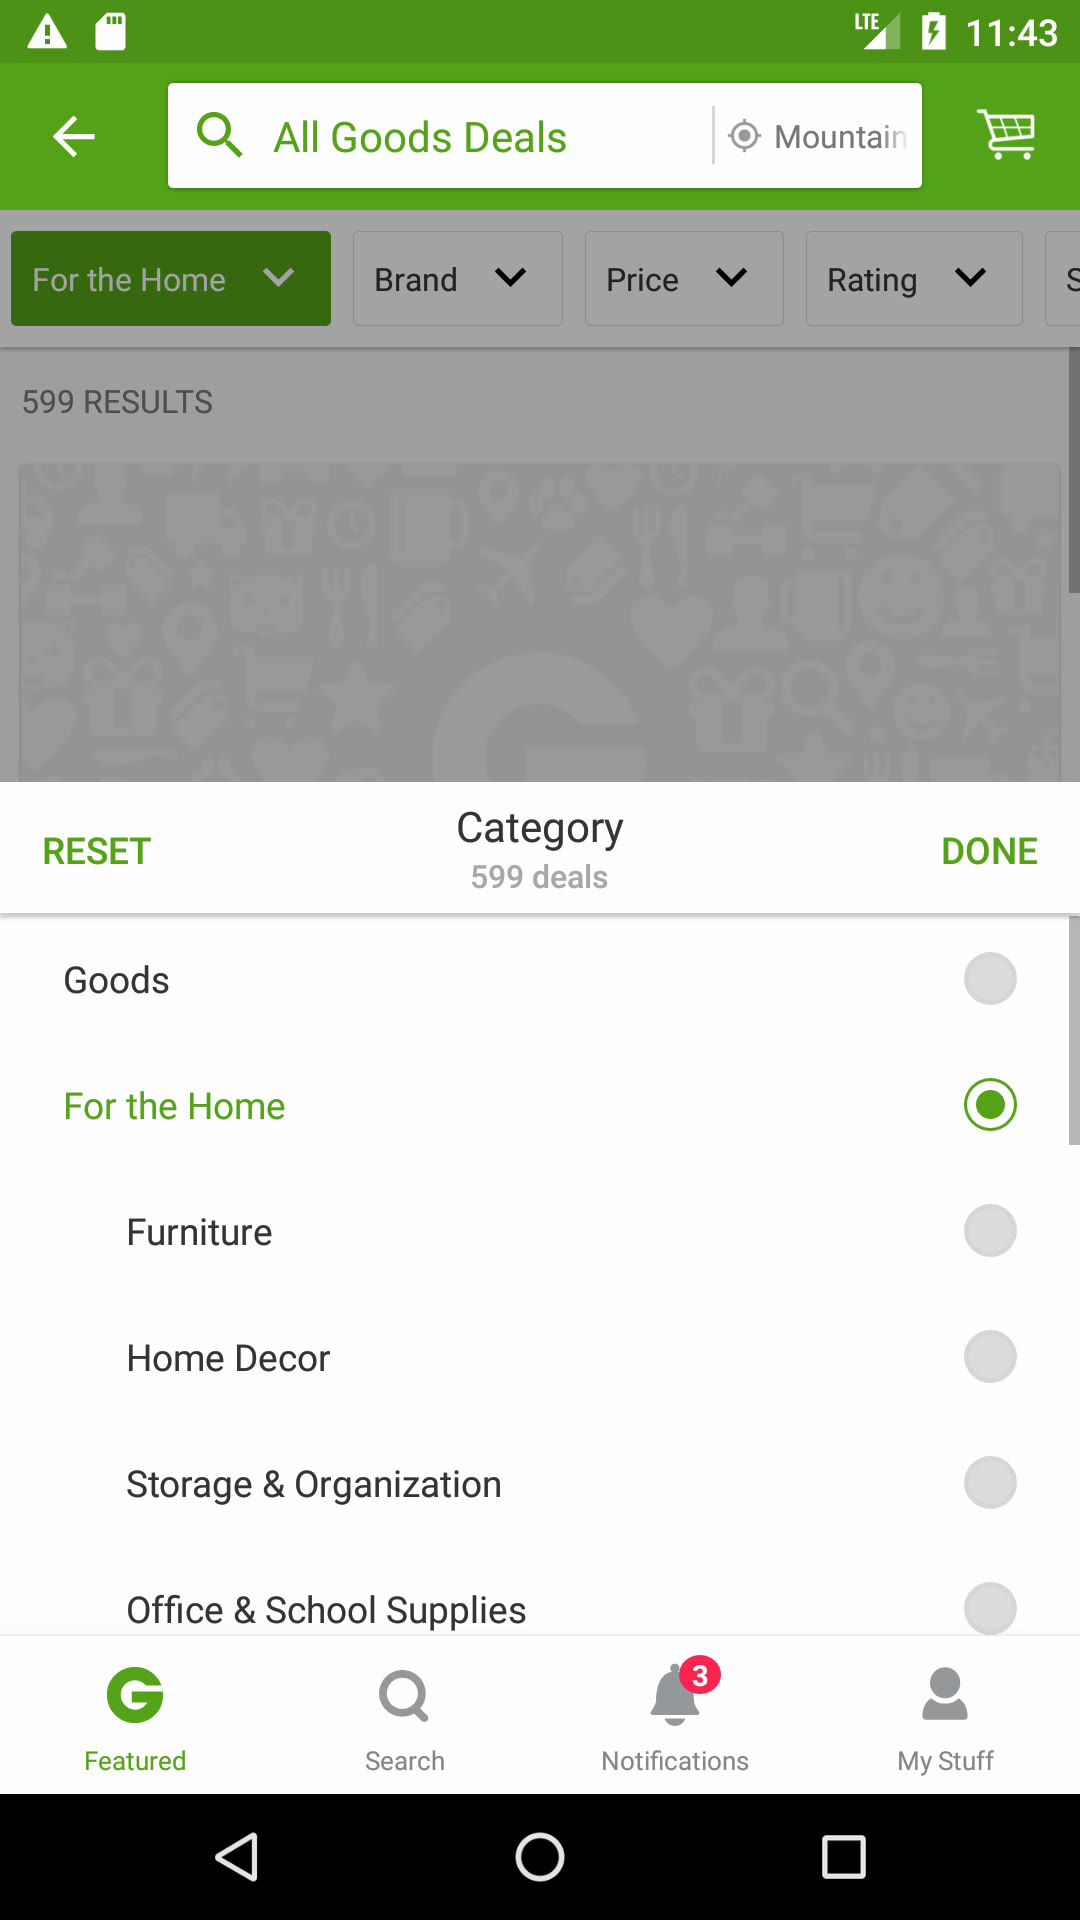 LTE 11:43
All Goods Deals Mountain
For the Home Brand Price Rating S
599 RESULTS
RESET Category DONE
599 deals
Goods
For the Home
Furniture
Home Decor
Storage & Organization
Office & School Supplies
3
Featured Search Notifications My Stuff